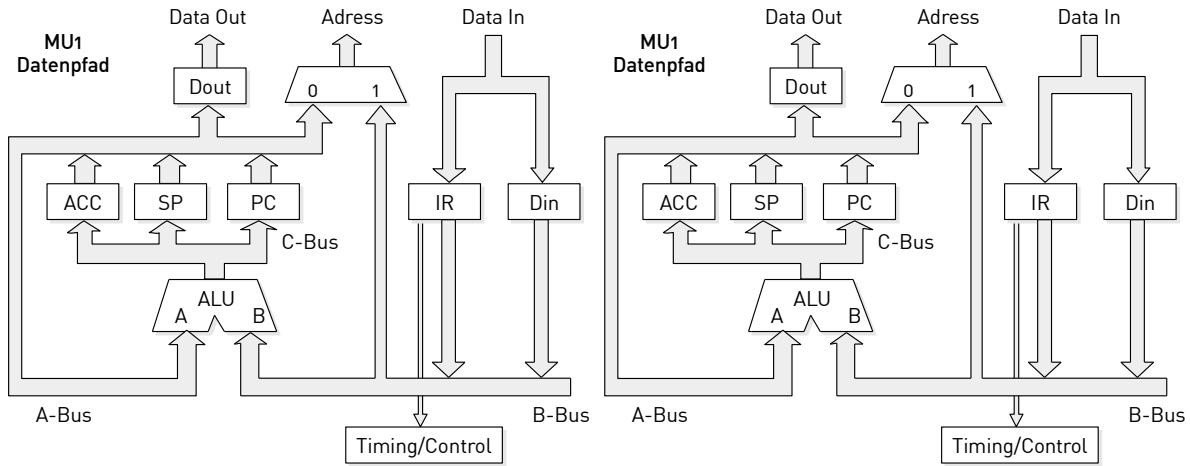 Data Out
Adress
Data In
MU1
Datenpfad
Dout
0
1
ACC
SP
PC
IR
Din
C-Bus
ALU
A
B
A-Bus
B-Bus
Timing/Control
Data Out
Adress
Data In
MU1
Datenpfad
Dout
0
1
ACC
SP
PC
IR
Din
C-Bus
ALU
A
B
A-Bus
B-Bus
Timing/Control